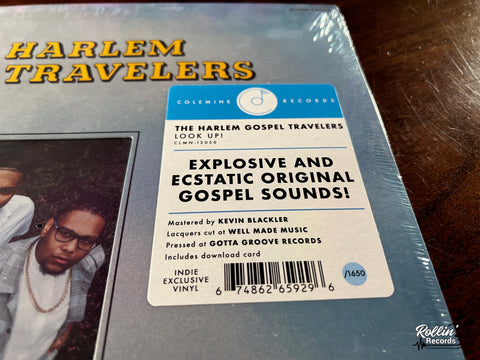 HARLEM
TRAVELERS
COLEMINE RECORDS
THE HARLEM GOSPEL TRAVELERS
LOOK UP!
CLMN-12050
EXPLOSIVE AND
ECSTATIC ORIGINAL
GOSPEL SOUNDS!
Mastered by KEVIN BLACKLER
Lacquers cut at WELL MADE MUSIC
Pressed at GOTTA GROOVE RECORDS
Includes download card
INDIE
EXCLUSIVE
VINYL
6 74862 65929 6
/1650
Rollin'
Records